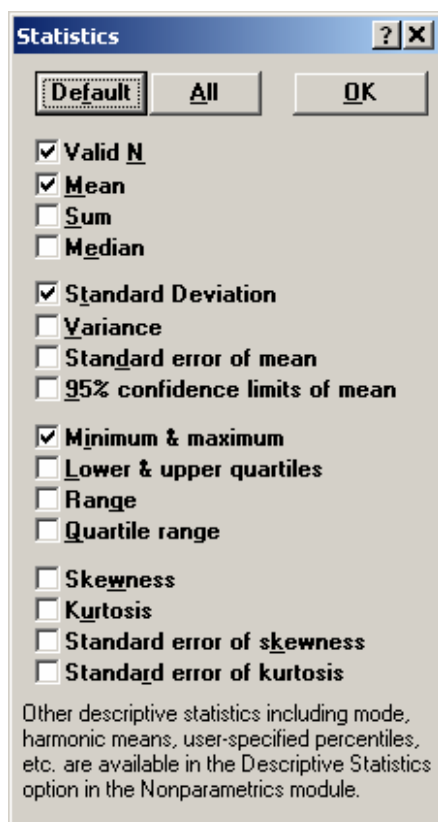 Statistics
Default All OK
Valid N
Mean
Sum
Median
Standard Deviation
Variance
Standard error of mean
95% confidence limits of mean
Minimum & maximum
Lower & upper quartiles
Range
Quartile range
Skewness
Kurtosis
Standard error of skewness
Standard error of kurtosis
Other descriptive statistics including mode,
harmonic means, user-specified percentiles,
etc. are available in the Descriptive Statistics
option in the Nonparametrics module.